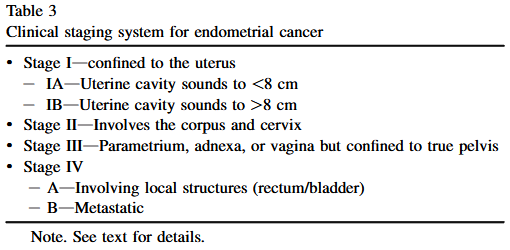 Table 3
Clinical staging system for endometrial cancer
• Stage I—confined to the uterus
– IA—Uterine cavity sounds to <8 cm
– IB—Uterine cavity sounds to >8 cm
• Stage II—Involves the corpus and cervix
• Stage III—Parametrium, adnexa, or vagina but confined to true pelvis
• Stage IV
– A—Involving local structures (rectum/bladder)
– B—Metastatic
Note. See text for details.